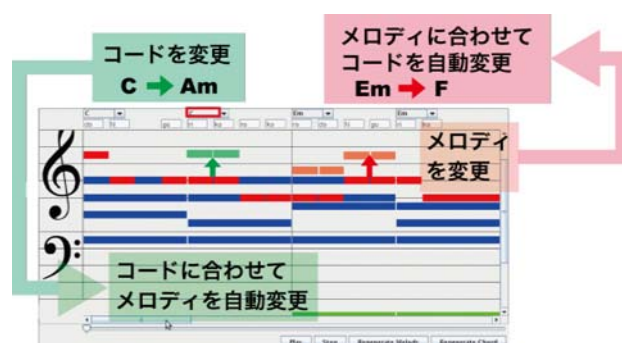 コードを変更
C ➡ Am
メロディに合わせて
コードを自動変更
Em ➡ F
C
Em
Em
メロディ
を変更
コードに合わせて
メロディを自動変更
Play
Stop
Regenerate Melody
Regenerate Chord